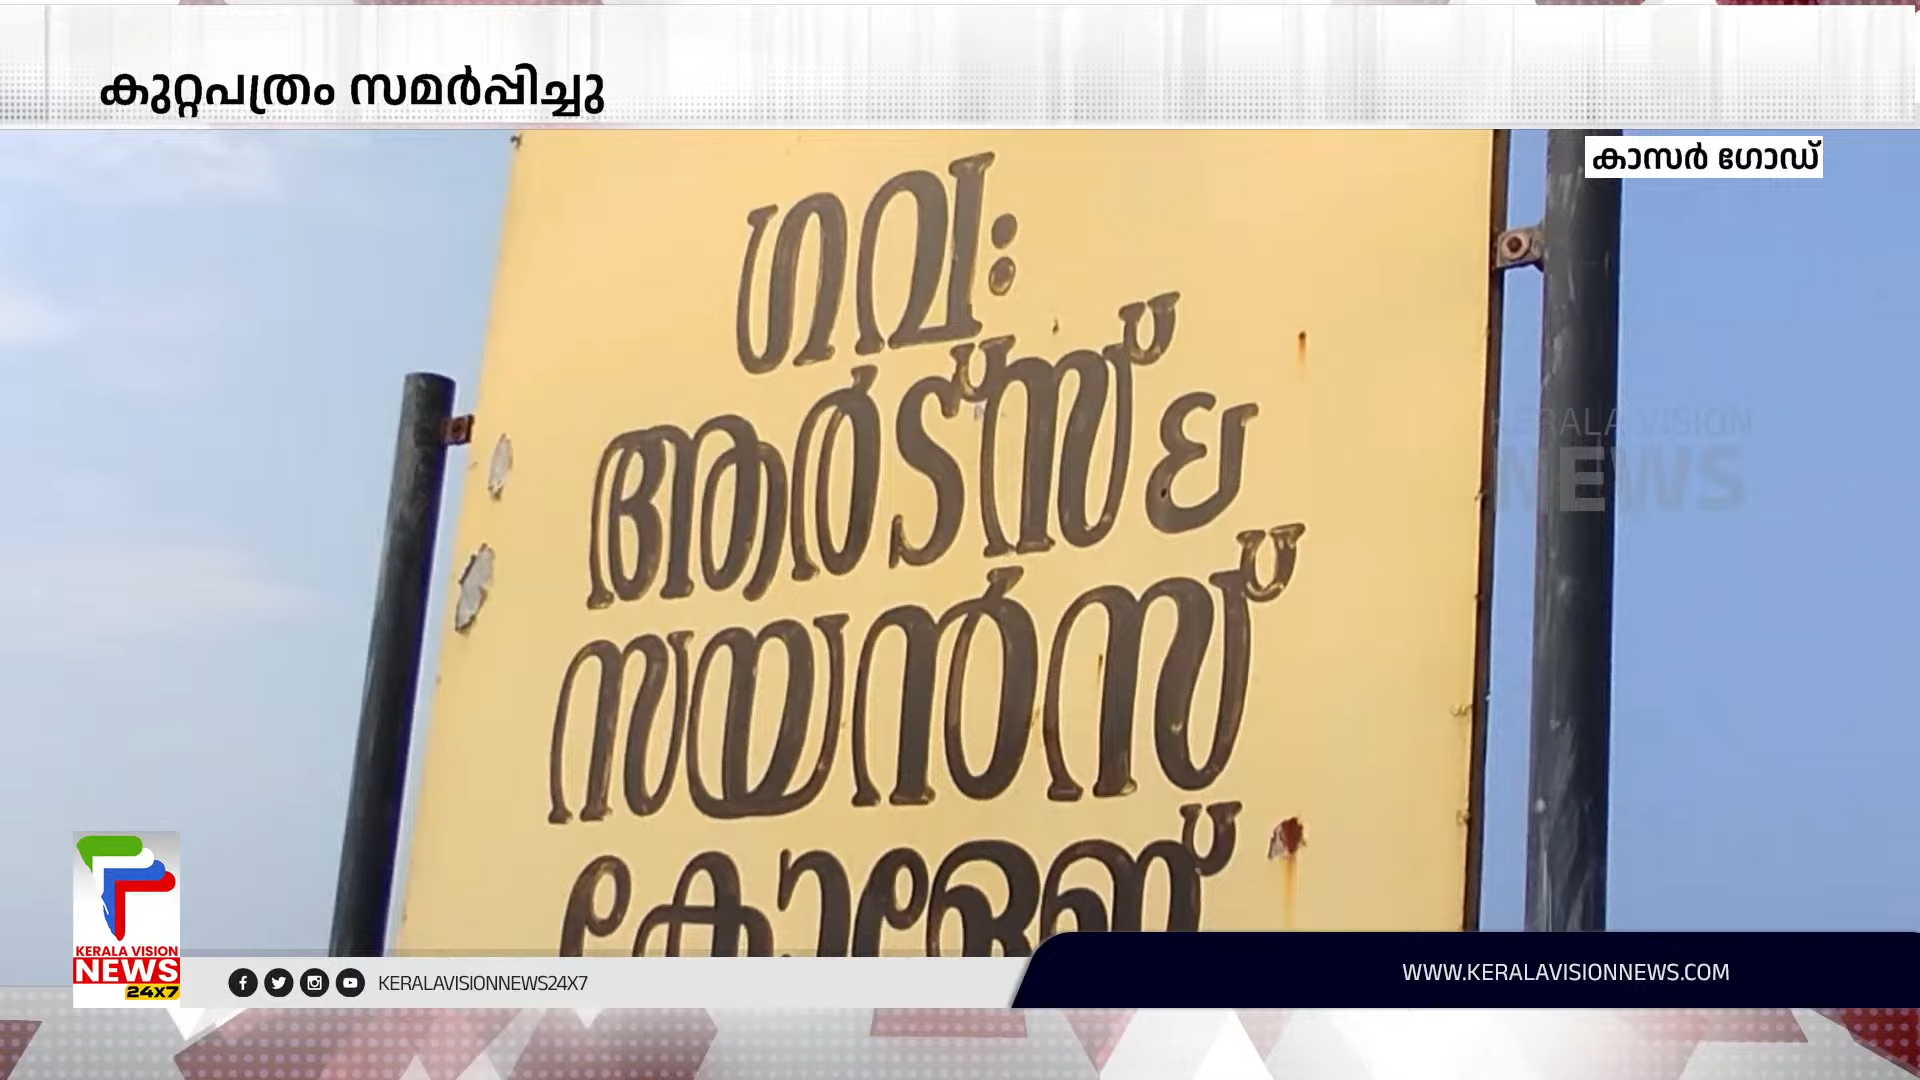 കുറ്റപത്രം സമർപ്പിച്ചു
കാസർ ഗോഡ്
ഗവ:
ആർട്സ് &
സയൻസ്
കോളേജ്
KERALA VISION
NEWS
KERALA VISION
NEWS
24X7
KERALAVISIONNEWS24X7
WWW.KERALAVISIONNEWS.COM